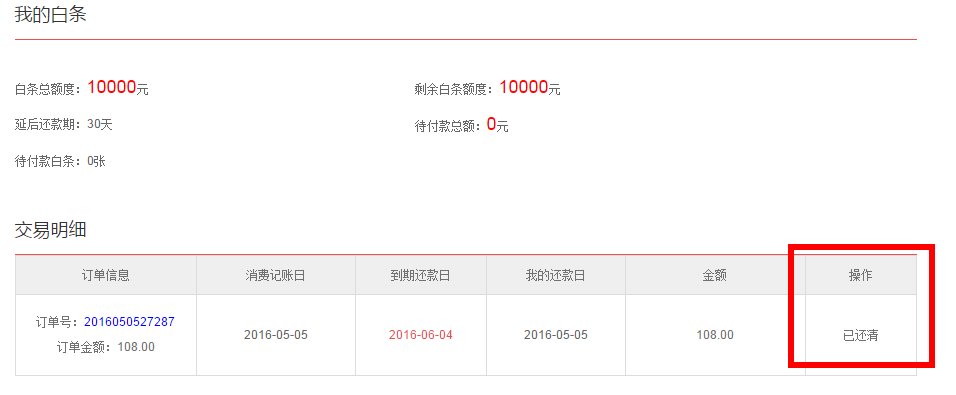 我的白条
白条总额度：10000元 剩余白条额度：10000元
延后还款期：30天 待付款总额：0元
待付款白条：0张
交易明细
订单信息 消费记账日 到期还款日 我的还款日 金额 操作
订单号：2016050527287
订单金额：108.00 2016-05-05 2016-06-04 2016-05-05 108.00 已还清